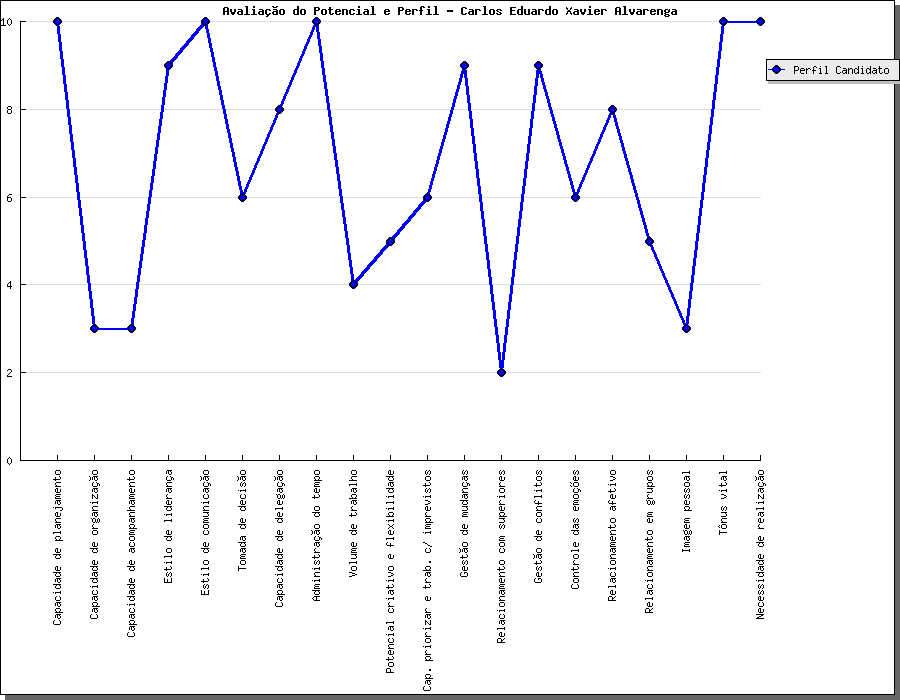 Avaliação do Potencial e Perfil - Carlos Eduardo Xavier Alvarenga
10
8
6
4
2
0
Perfil Candidato
Capacidade de planejamento
Capacidade de organização
Capacidade de acompanhamento
Estilo de liderança
Estilo de comunicação
Tomada de decisão
Capacidade de delegação
Administração do tempo
Volume de trabalho
Potencial criativo e flexibilidade
Cap. priorizar e trab. c/ imprevistos
Gestão de mudanças
Relacionamento com superiores
Gestão de conflitos
Controle das emoções
Relacionamento afetivo
Relacionamento em grupos
Imagem pessoal
Tônus vital
Necessidade de realização